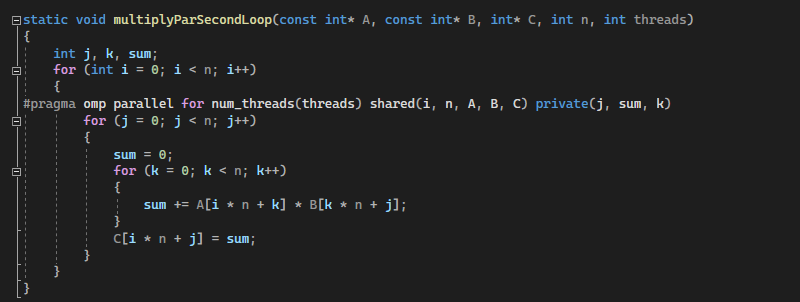 static void multiplyParSecondLoop(const int* A, const int* B, int* C, int n, int threads)
{
    int j, k, sum;
    for (int i = 0; i < n; i++)
    {
#pragma omp parallel for num_threads(threads) shared(i, n, A, B, C) private(j, sum, k)
        for (j = 0; j < n; j++)
        {
            sum = 0;
            for (k = 0; k < n; k++)
            {
                sum += A[i * n + k] * B[k * n + j];
            }
            C[i * n + j] = sum;
        }
    }
}